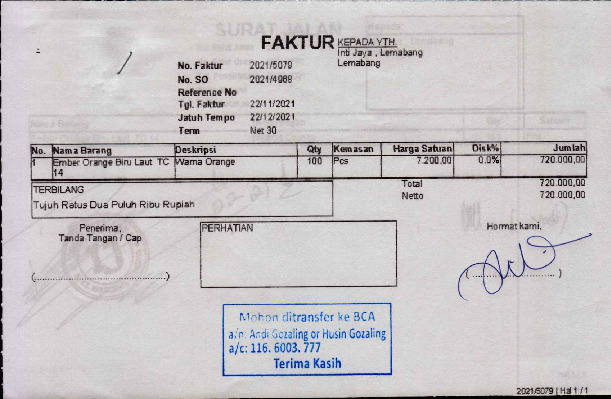 FAKTUR
KEPADA YTH.
Inti Jaya , Lemabang
Lemabang
No. Faktur 2021/5079
No. SO 2021/4968
Reference No
Tgl. Faktur 22/11/2021
Jatuh Tempo 22/12/2021
Term Net 30
No. Nama Barang Deskripsi Qty Kemasan Harga Satuan Disk% Jumlah
1 Ember Orange Biru Laut TC Warna Orange 100 Pcs 7.200,00 0.0% 720.000,00
14
TERBILANG
Tujuh Ratus Dua Puluh Ribu Rupiah
Total 720.000,00
Netto 720.000,00
Penerima,
Tanda Tangan / Cap
(............................................)
PERHATIAN
Hormat kami,
(............................)
Mohon ditransfer ke BCA
a/n: Andi Gozaling or Husin Gozaling
a/c: 116. 6003. 777
Terima Kasih
2021/5079 | Hal 1 / 1